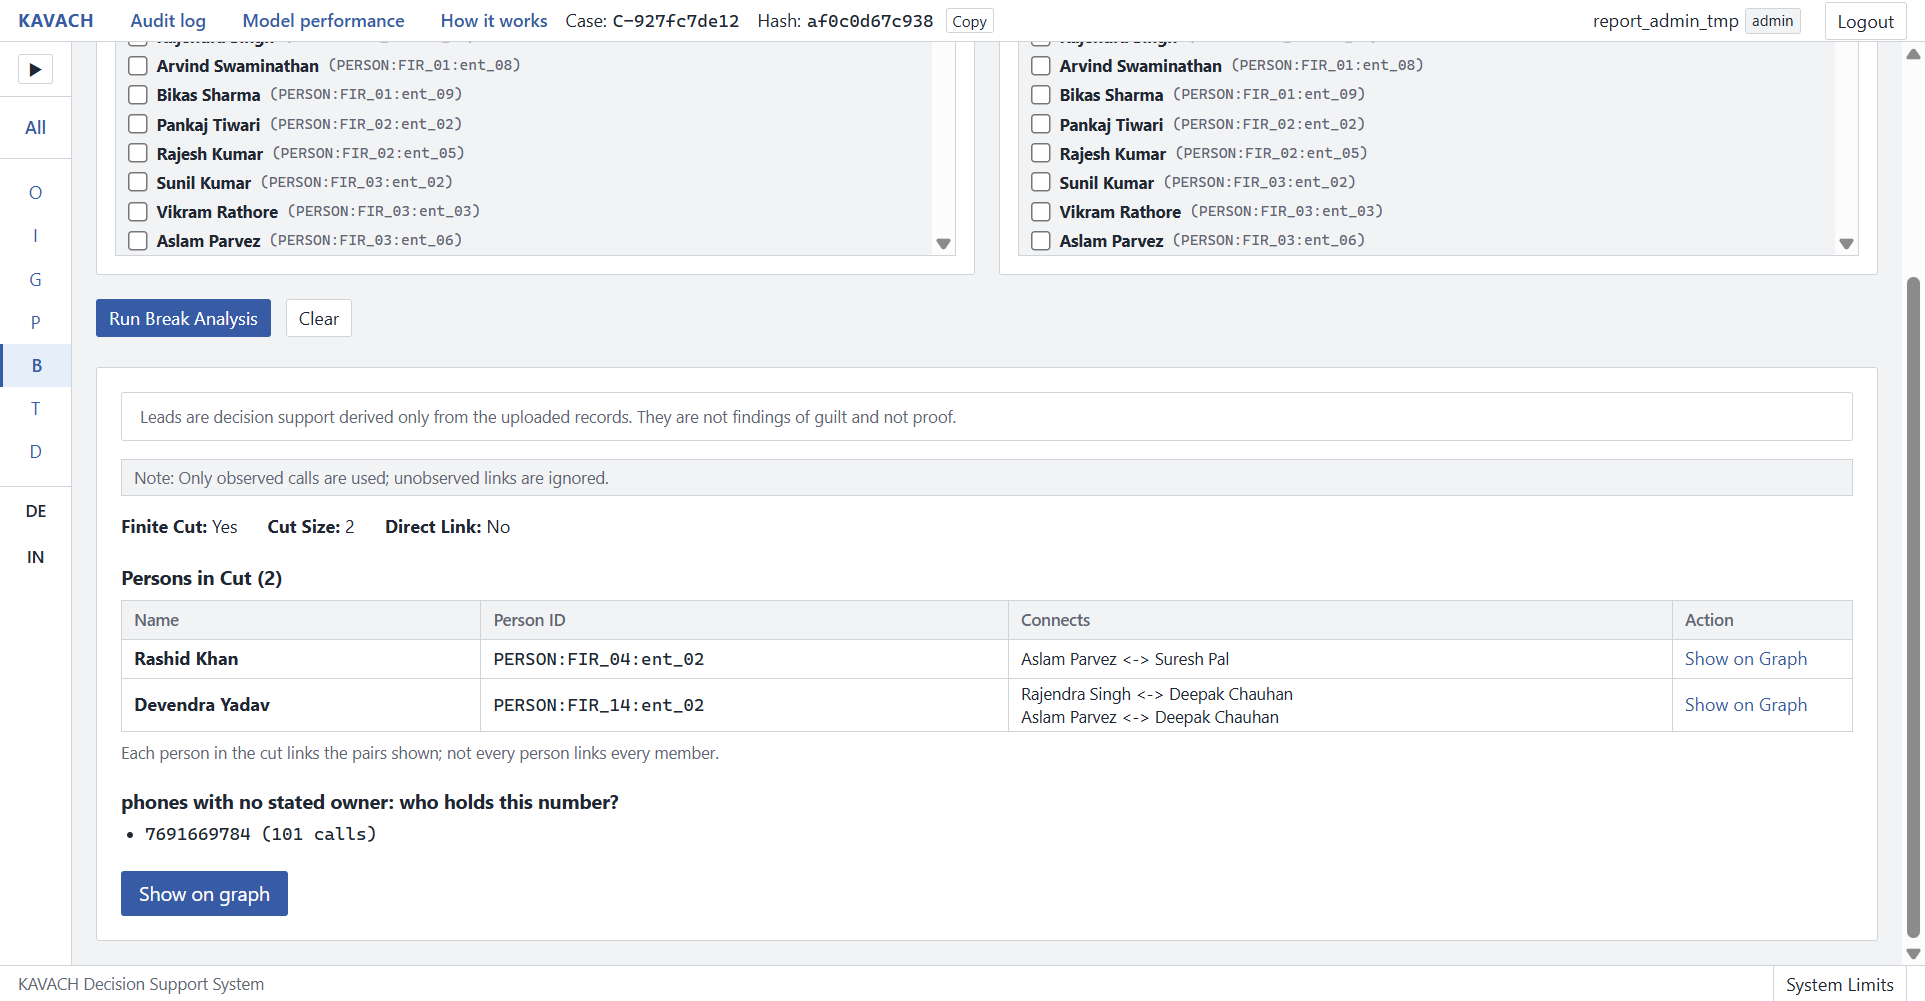 KAVACH Audit log Model performance How it works Case: C-927fc7de12 Hash: af0c0d67c938 Copy report_admin_tmp admin Logout
All
O
I
G
P
B
T
D
DE
IN
Arvind Swaminathan (PERSON:FIR_01:ent_08)
Bikas Sharma (PERSON:FIR_01:ent_09)
Pankaj Tiwari (PERSON:FIR_02:ent_02)
Rajesh Kumar (PERSON:FIR_02:ent_05)
Sunil Kumar (PERSON:FIR_03:ent_02)
Vikram Rathore (PERSON:FIR_03:ent_03)
Aslam Parvez (PERSON:FIR_03:ent_06)
Arvind Swaminathan (PERSON:FIR_01:ent_08)
Bikas Sharma (PERSON:FIR_01:ent_09)
Pankaj Tiwari (PERSON:FIR_02:ent_02)
Rajesh Kumar (PERSON:FIR_02:ent_05)
Sunil Kumar (PERSON:FIR_03:ent_02)
Vikram Rathore (PERSON:FIR_03:ent_03)
Aslam Parvez (PERSON:FIR_03:ent_06)
Run Break Analysis Clear
Leads are decision support derived only from the uploaded records. They are not findings of guilt and not proof.
Note: Only observed calls are used; unobserved links are ignored.
Finite Cut: Yes Cut Size: 2 Direct Link: No
Persons in Cut (2)
Name Person ID Connects Action
Rashid Khan PERSON:FIR_04:ent_02 Aslam Parvez <-> Suresh Pal Show on Graph
Devendra Yadav PERSON:FIR_14:ent_02 Rajendra Singh <-> Deepak Chauhan Show on Graph
Aslam Parvez <-> Deepak Chauhan
Each person in the cut links the pairs shown; not every person links every member.
phones with no stated owner: who holds this number?
• 7691669784 (101 calls)
Show on graph
KAVACH Decision Support System System Limits